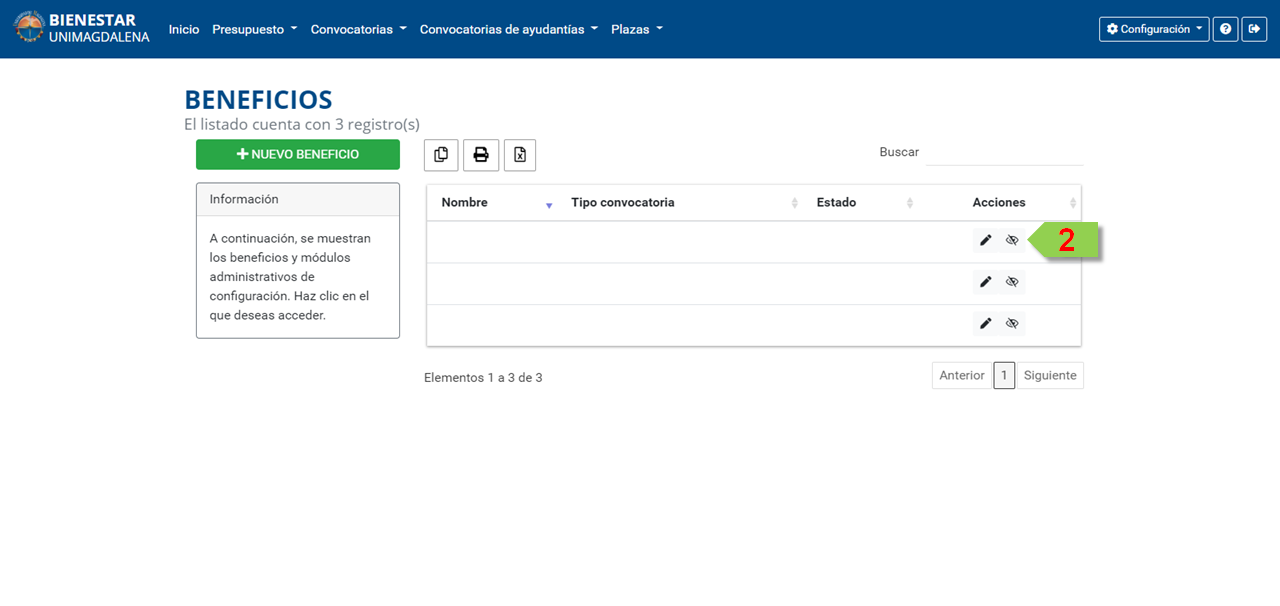 BIENESTAR
UNIMAGDALENA
Inicio Presupuesto Convocatorias Convocatorias de ayudantías Plazas Configuración
BENEFICIOS
El listado cuenta con 3 registro(s)
NUEVO BENEFICIO
Buscar
Información
A continuación, se muestran
los beneficios y módulos
administrativos de
configuración. Haz clic en el
que deseas acceder.
Nombre Tipo convocatoria Estado Acciones
2
Elementos 1 a 3 de 3
Anterior 1 Siguiente